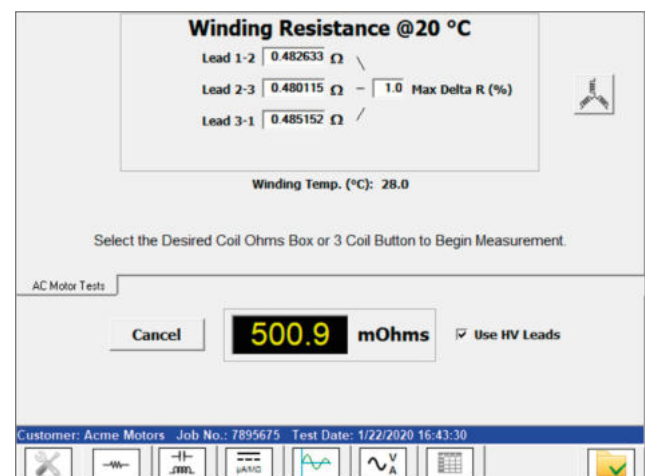 Winding Resistance @20 °C
Lead 1-2 0.482633 Ω \
Lead 2-3 0.480115 Ω – 1.0 Max Delta R (%)
Lead 3-1 0.485152 Ω /
Winding Temp. (°C): 28.0
Select the Desired Coil Ohms Box or 3 Coil Button to Begin Measurement.
AC Motor Tests
Cancel 500.9 mOhms Use HV Leads
Customer: Acme Motors Job No.: 7895675 Test Date: 1/22/2020 16:43:30
µA/MΩ V A